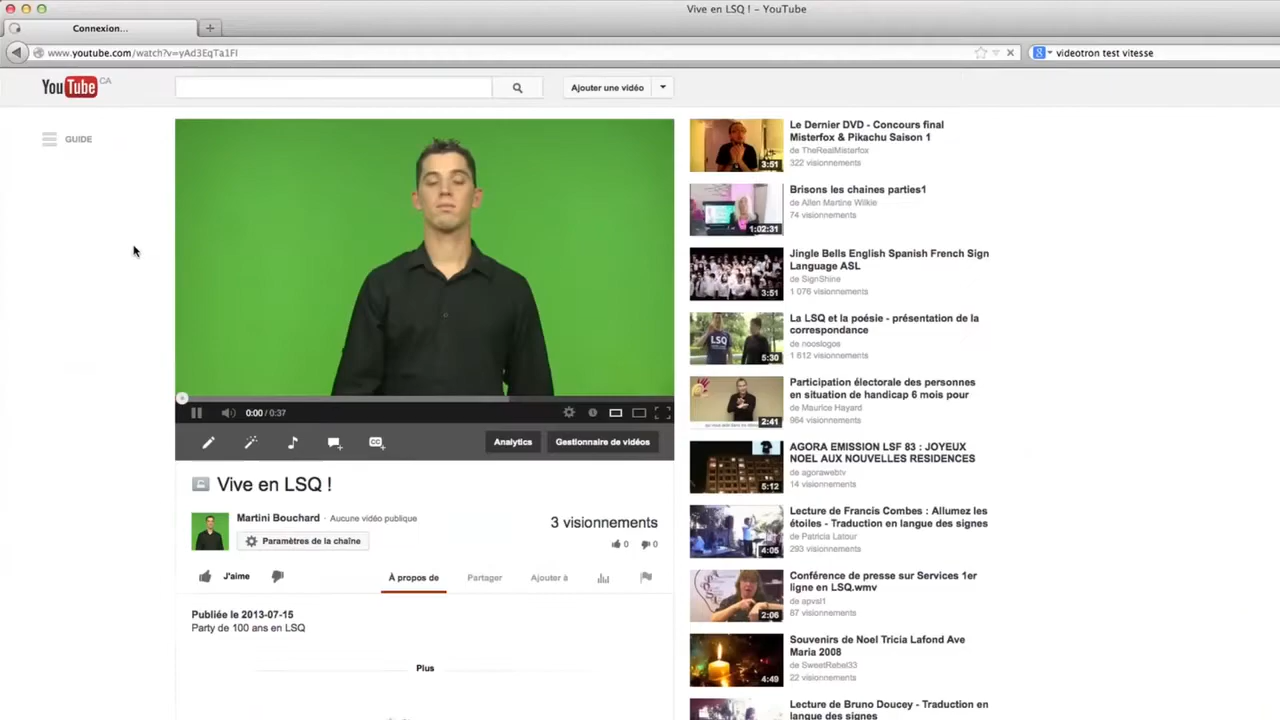 Vive en LSQ ! – YouTube
Connexion...
www.youtube.com/watch?v=yAd3EqTa1FI
videotron test vitesse
YouTube CA
Ajouter une vidéo
GUIDE
0:00 / 0:37
Analytics
Gestionnaire de vidéos
Vive en LSQ !
Martini Bouchard · Aucune vidéo publique
Paramètres de la chaîne
3 visionnements
0 0
J'aime
À propos de
Partager
Ajouter à
Publiée le 2013-07-15
Party de 100 ans en LSQ
Plus
3:51
Le Dernier DVD - Concours final
Misterfox & Pikachu Saison 1
de TheRealMisterfox
322 visionnements
1:02:31
Brisons les chaines parties1
de Allen Martine Wilkie
74 visionnements
3:51
Jingle Bells English Spanish French Sign
Language ASL
de SignShine
1 076 visionnements
LSQ
5:30
La LSQ et la poésie - présentation de la
correspondance
de nooslogos
1 612 visionnements
2:41
Participation électorale des personnes
en situation de handicap 6 mois pour
de Maurice Hayard
964 visionnements
5:12
AGORA EMISSION LSF 83 : JOYEUX
NOEL AUX NOUVELLES RESIDENCES
de agorawebtv
14 visionnements
4:05
Lecture de Francis Combes : Allumez les
étoiles - Traduction en langue des signes
de Patricia Latour
293 visionnements
2:06
Conférence de presse sur Services 1er
ligne en LSQ.wmv
de apvsl1
87 visionnements
4:49
Souvenirs de Noel Tricia Lafond Ave
Maria 2008
de SweetRebel33
22 visionnements
Lecture de Bruno Doucey - Traduction en
langue des signes